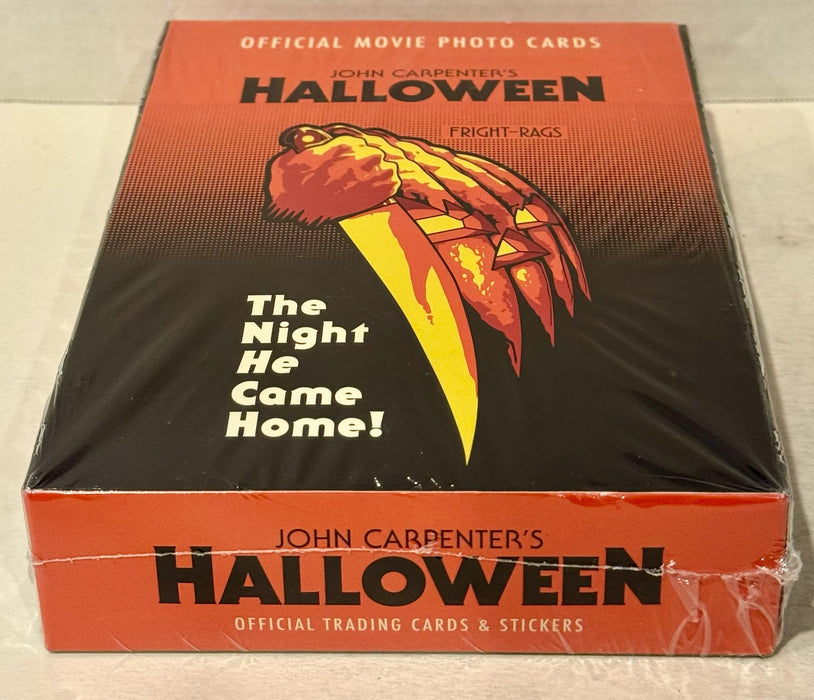 OFFICIAL MOVIE PHOTO CARDS
JOHN CARPENTER'S
HALLOWEEN
FRIGHT-RAGS
The
Night
He
Came
Home!
JOHN CARPENTER'S
HALLOWEEN
OFFICIAL TRADING CARDS & STICKERS